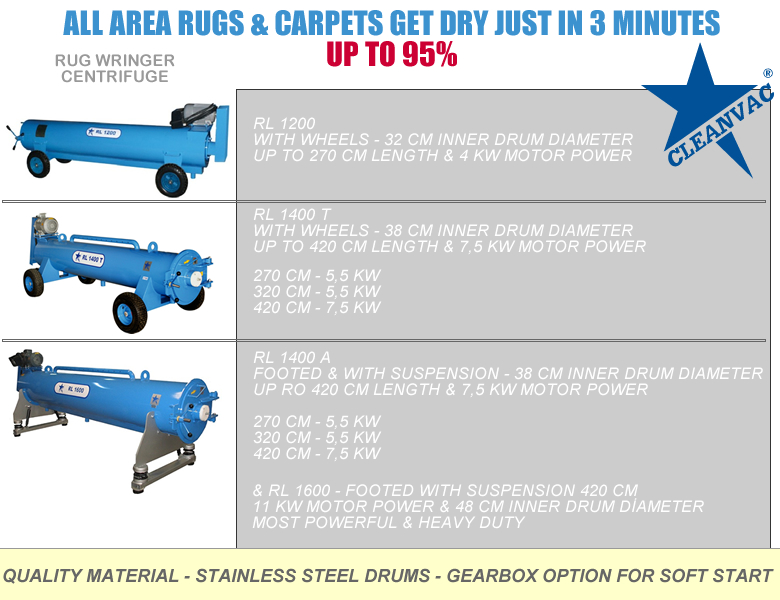 ALL AREA RUGS & CARPETS GET DRY JUST IN 3 MINUTES
UP TO 95%
RUG WRINGER
CENTRIFUGE
CLEANVAC®
RL 1200
RL 1200
WITH WHEELS - 32 CM INNER DRUM DIAMETER
UP TO 270 CM LENGTH & 4 KW MOTOR POWER
RL 1400 T
RL 1400 T
WITH WHEELS - 38 CM INNER DRUM DIAMETER
UP TO 420 CM LENGTH & 7,5 KW MOTOR POWER
270 CM - 5,5 KW
320 CM - 5,5 KW
420 CM - 7,5 KW
RL 1600
RL 1400 A
FOOTED & WITH SUSPENSION - 38 CM INNER DRUM DIAMETER
UP RO 420 CM LENGTH & 7,5 KW MOTOR POWER
270 CM - 5,5 KW
320 CM - 5,5 KW
420 CM - 7,5 KW
& RL 1600 - FOOTED WITH SUSPENSION 420 CM
11 KW MOTOR POWER & 48 CM INNER DRUM DİAMETER
MOST POWERFUL & HEAVY DUTY
QUALITY MATERIAL - STAINLESS STEEL DRUMS - GEARBOX OPTION FOR SOFT START